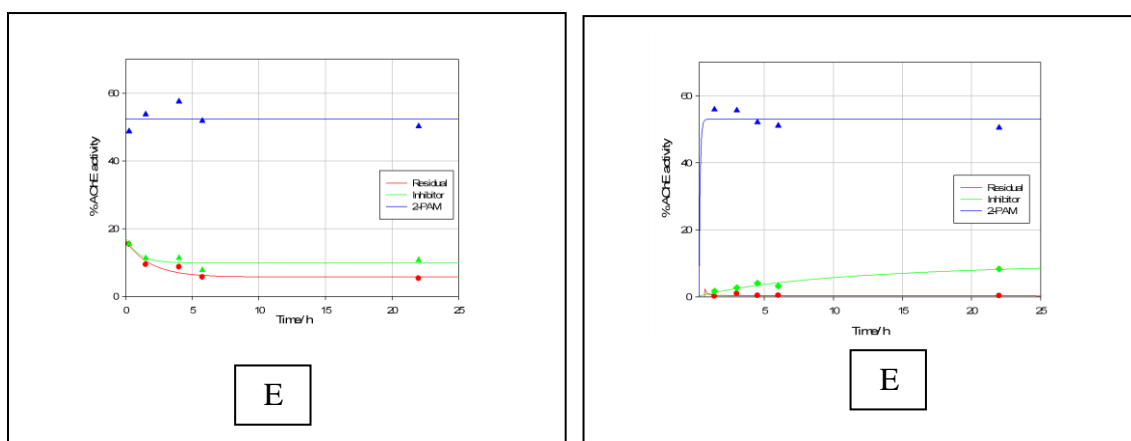 60
40
20
0
% AChE activity
Residual
Inhibitor
2-PAM
0 5 10 15 20 25
Time/ h
E
60
40
20
0
% AChE activity
Residual
Inhibitor
2-PAM
5 10 15 20 25
Time/ h
E